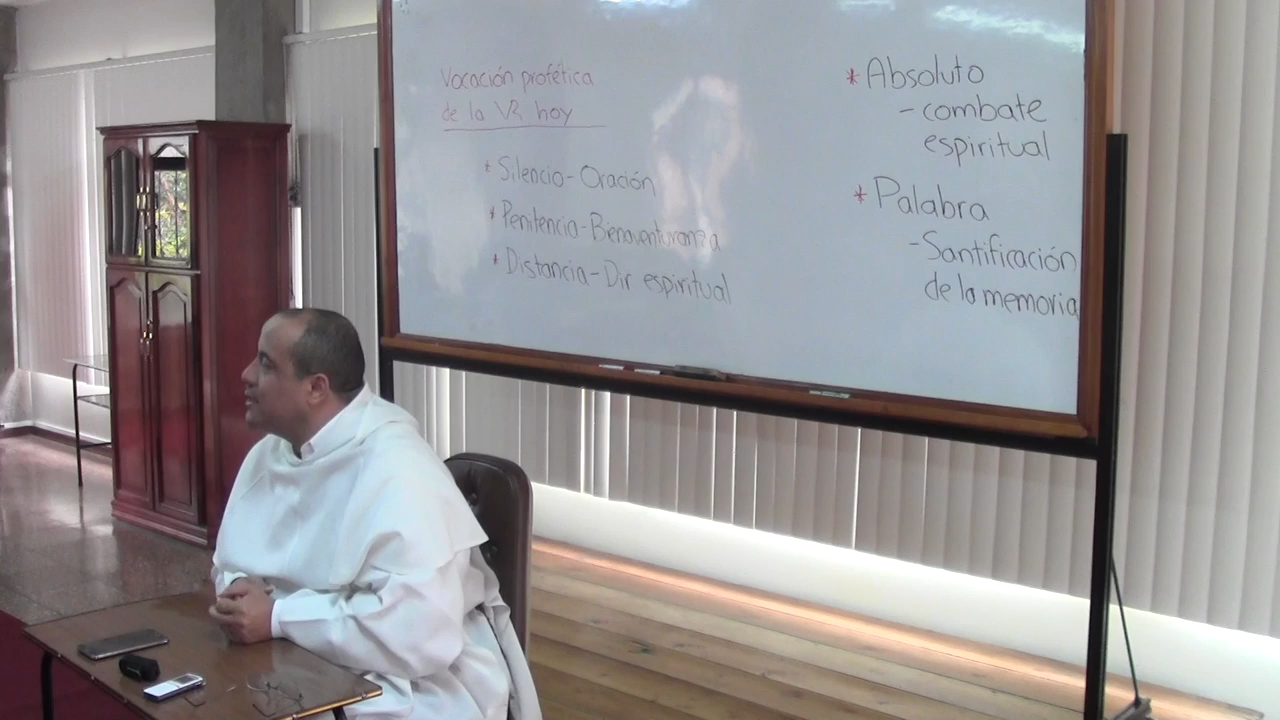 Vocación profética
de la VR hoy
* Silencio-Oración
* Penitencia-Benaventuranza
* Distancia-Dir espiritual
* Absoluto
-combate
espiritual
* Palabra
-Santificación
de la memoria